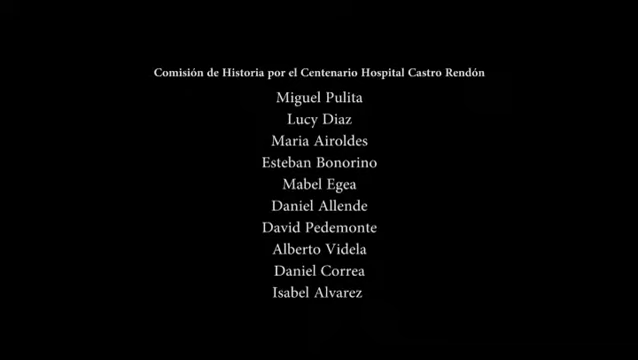 Comisión de Historia por el Centenario Hospital Castro Rendón
Miguel Pulita
Lucy Diaz
Maria Airoldes
Esteban Bonorino
Mabel Egea
Daniel Allende
David Pedemonte
Alberto Videla
Daniel Correa
Isabel Alvarez